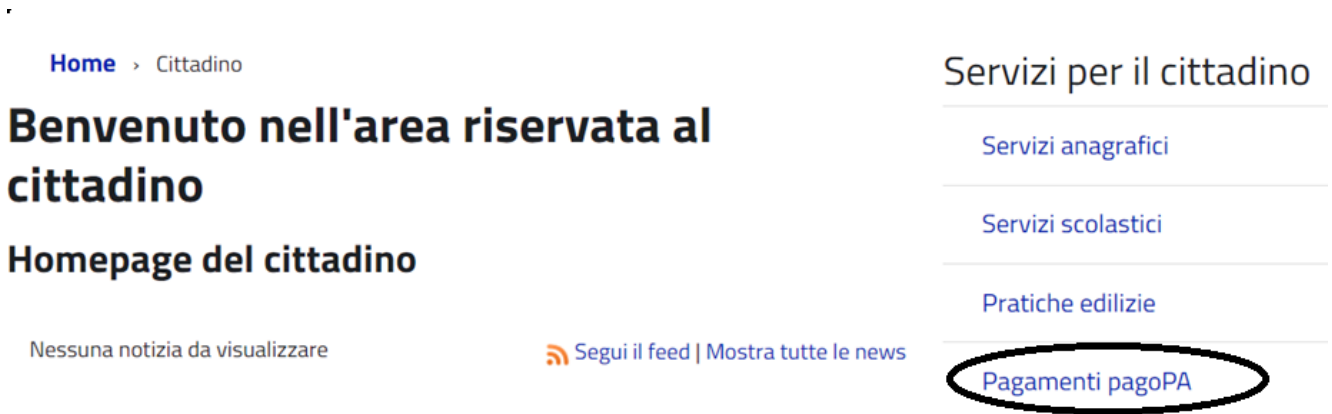 Home › Cittadino
Benvenuto nell'area riservata al
cittadino
Homepage del cittadino
Nessuna notizia da visualizzare
Segui il feed | Mostra tutte le news
Servizi per il cittadino
Servizi anagrafici
Servizi scolastici
Pratiche edilizie
Pagamenti pagoPA